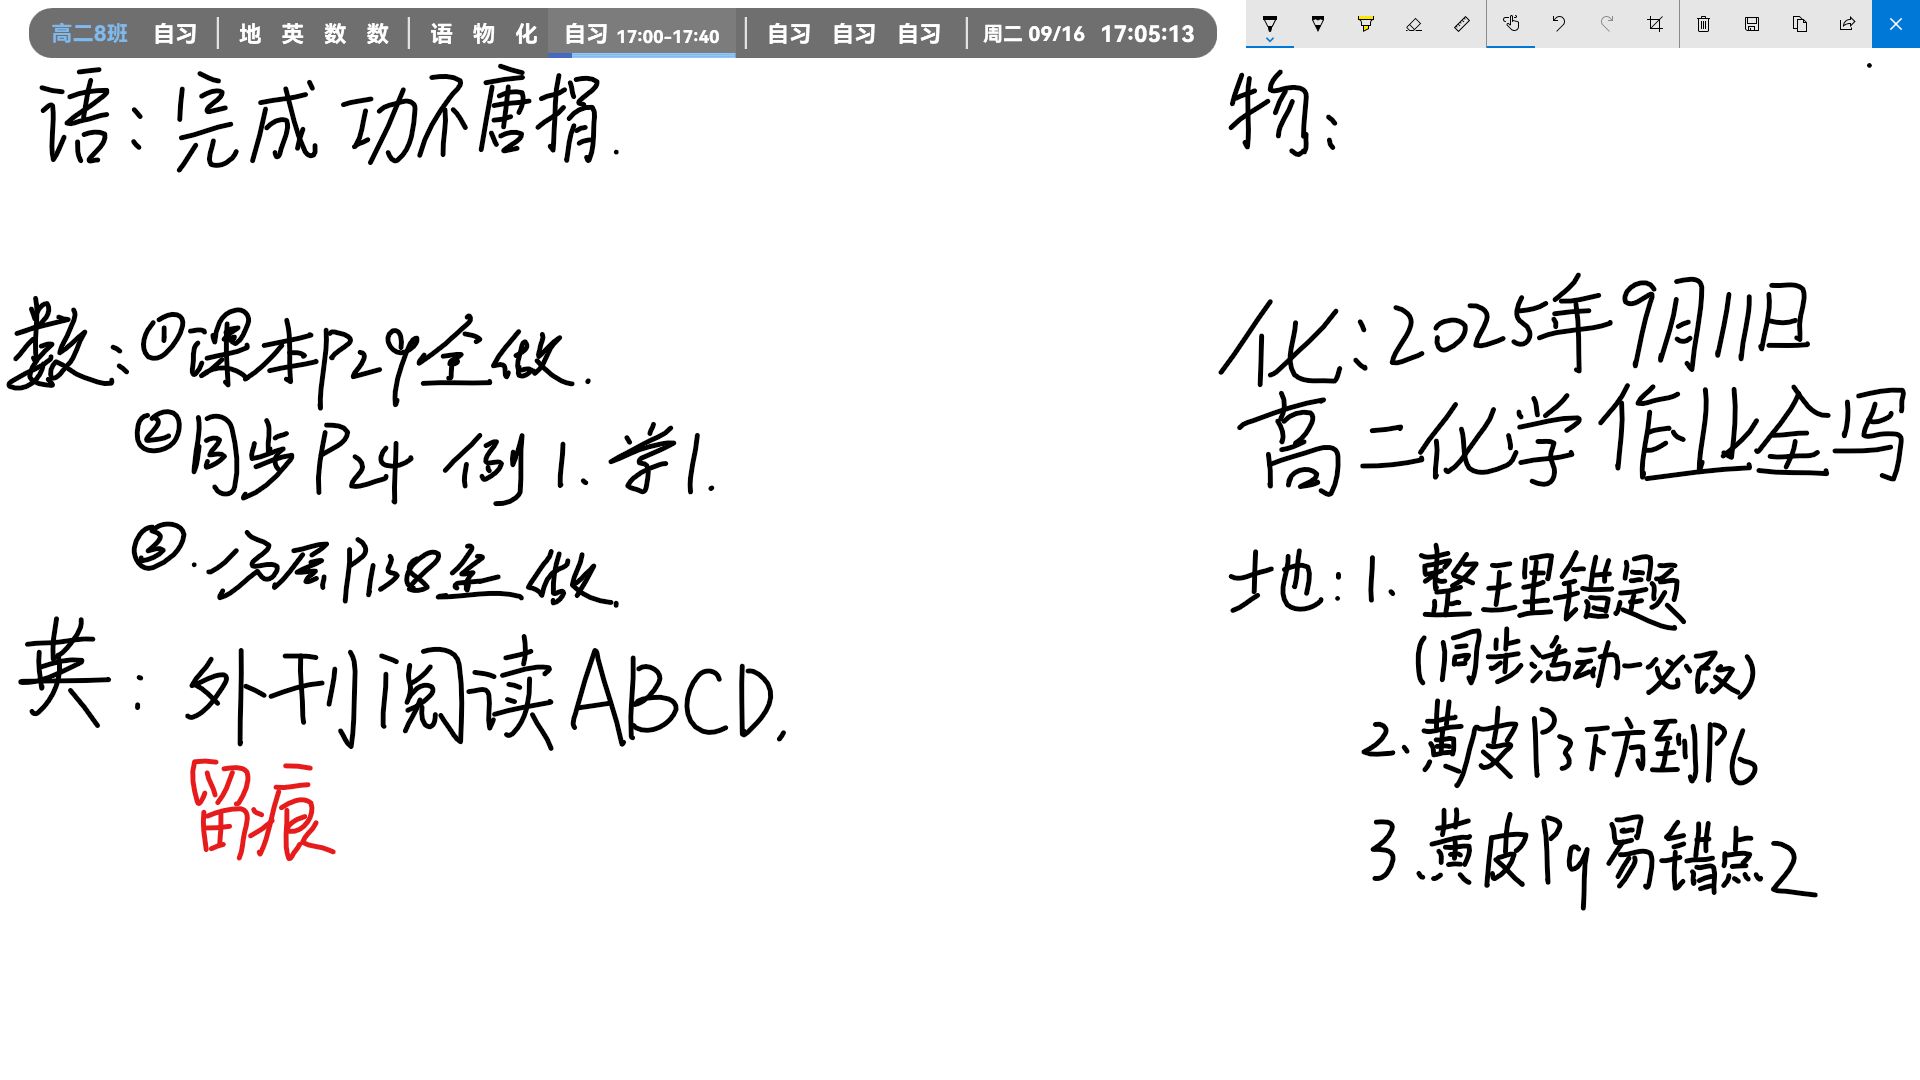 高二8班 自习 | 地 英 数 数 | 语 物 化 自习 17:00-17:40 | 自习 自习 自习 | 周二 09/16 17:05:13
语：完成功不唐捐.
数：①课本P29全做.
②同步P24 例1、学1.
③.分层P138全做.
英：外刊阅读ABCD.
留痕
物：
化：2025年9月11日
高二化学作业全写
地：1.整理错题
(同步活动一必改)
2.黄皮P3下方到P6
3.黄皮P9易错点2